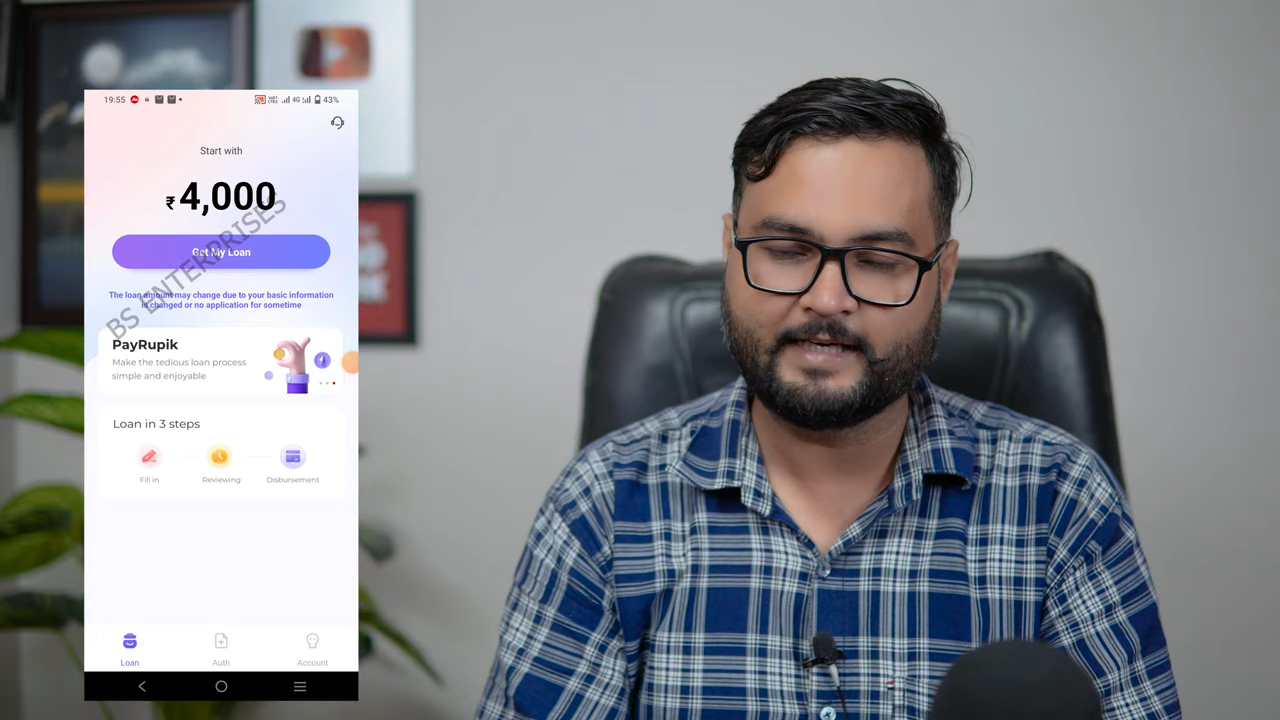 19:55
4G
43%
Start with
₹4,000
Get My Loan
The loan amount may change due to your basic information
is changed or no application for sometime
BS ENTERPRISES
PayRupik
Make the tedious loan process
simple and enjoyable
Loan in 3 steps
Fill in
Reviewing
Disbursement
Loan
Auth
Account